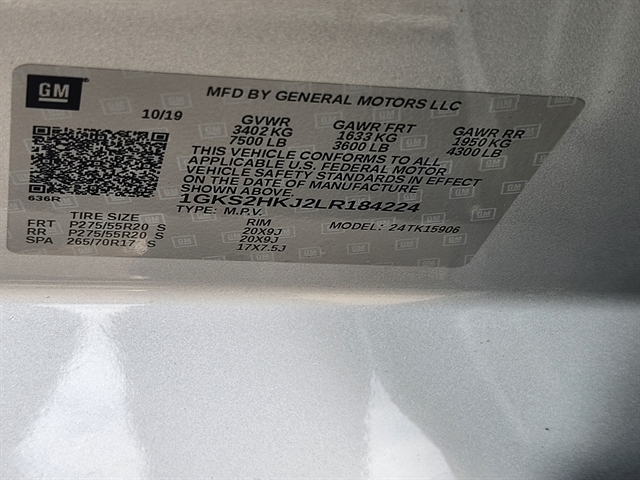 GM
MFD BY GENERAL MOTORS LLC
10/19
GVWR GAWR FRT GAWR RR
3402 KG 1633 KG 1950 KG
7500 LB 3600 LB 4300 LB
THIS VEHICLE CONFORMS TO ALL
APPLICABLE U.S. FEDERAL MOTOR
VEHICLE SAFETY STANDARDS IN EFFECT
ON THE DATE OF MANUFACTURE
SHOWN ABOVE.
636R
1GKS2HKJ2LR184224
TYPE: M.P.V.
TIRE SIZE RIM MODEL: 24TK15906
FRT P275/55R20 S 20X9J
RR P275/55R20 S 20X9J
SPA 265/70R17 S 17X7.5J